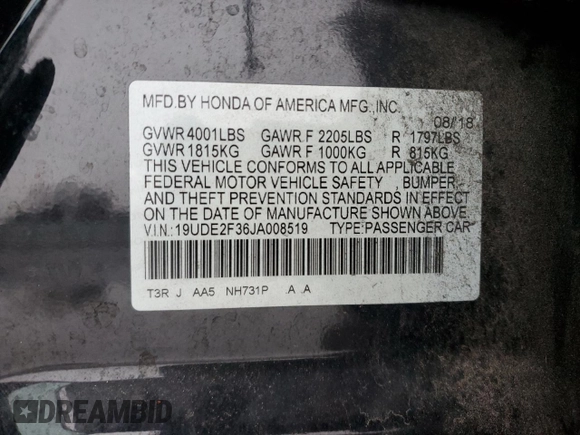 MFD.BY HONDA OF AMERICA MFG.,INC.
08/18
GVWR 4001LBS GAWR F 2205LBS R 1797LBS
GVWR 1815KG GAWR F 1000KG R 815KG
THIS VEHICLE CONFORMS TO ALL APPLICABLE
FEDERAL MOTOR VEHICLE SAFETY ,BUMPER,
AND THEFT PREVENTION STANDARDS IN EFFECT
ON THE DATE OF MANUFACTURE SHOWN ABOVE.
V.I.N.:19UDE2F36JA008519 TYPE:PASSENGER CAR
T3R J AA5 NH731P .A .A
DREAMBID